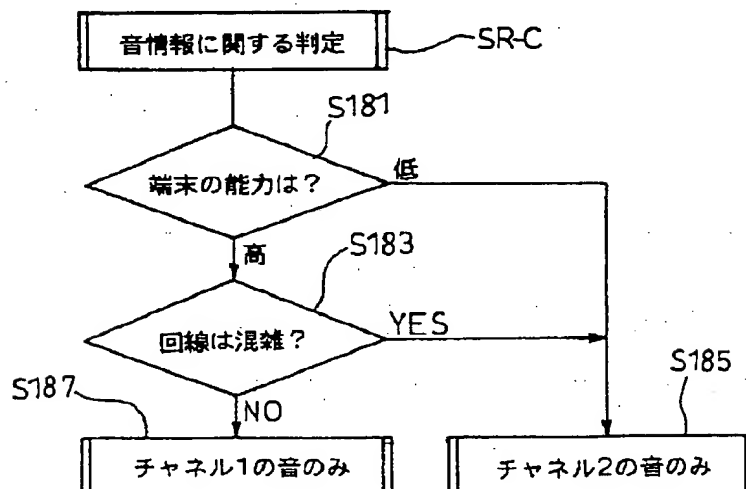 音情報に関する判定
SR-C
S181
端末の能力は?
低
高
S183
回線は混雑?
YES
S187
NO
S185
チャネル1の音のみ
チャネル2の音のみ